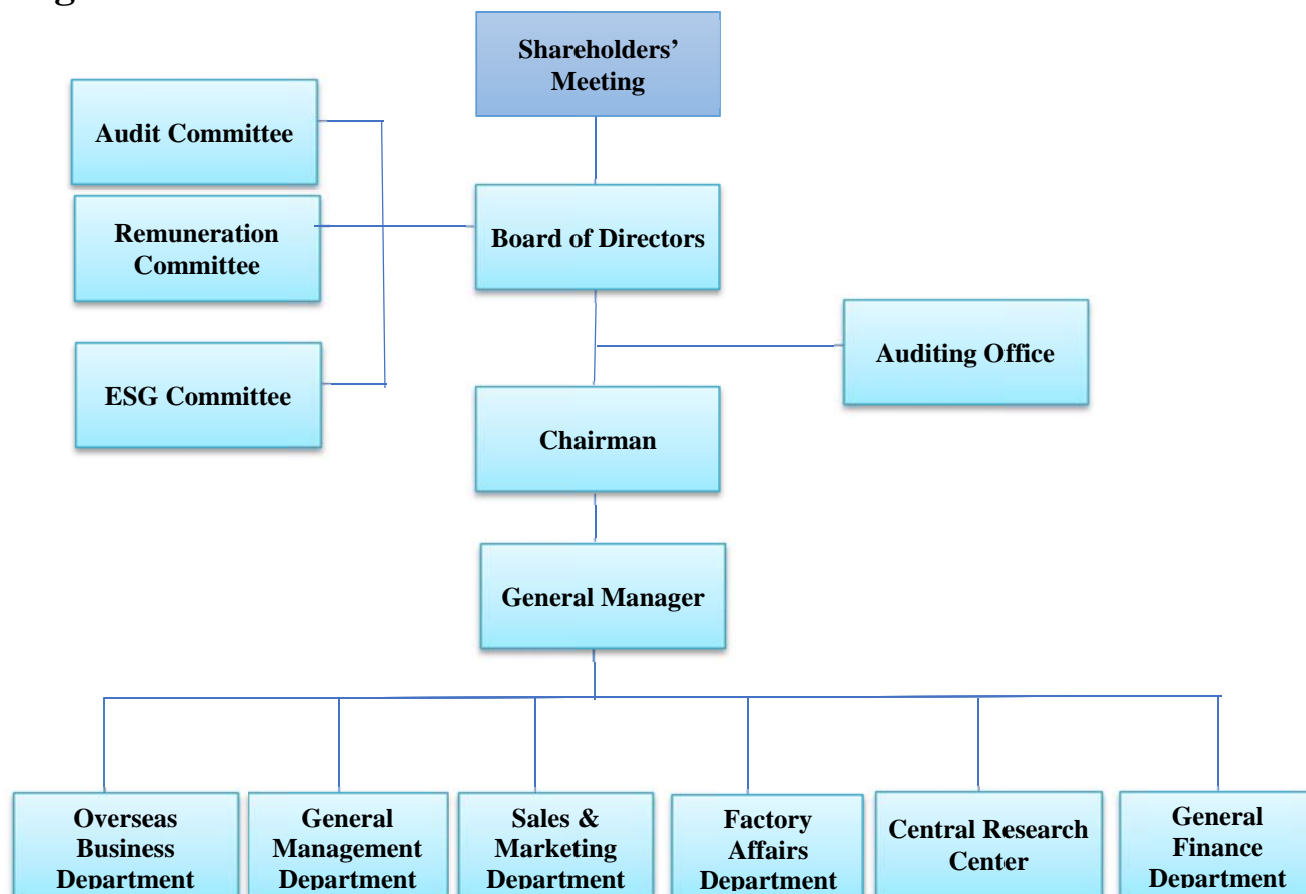 Shareholders’
Meeting
Audit Committee
Remuneration
Committee
Board of Directors
ESG Committee
Auditing Office
Chairman
General Manager
Overseas
Business
Department
General
Management
Department
Sales &
Marketing
Department
Factory
Affairs
Department
Central Research
Center
General
Finance
Department